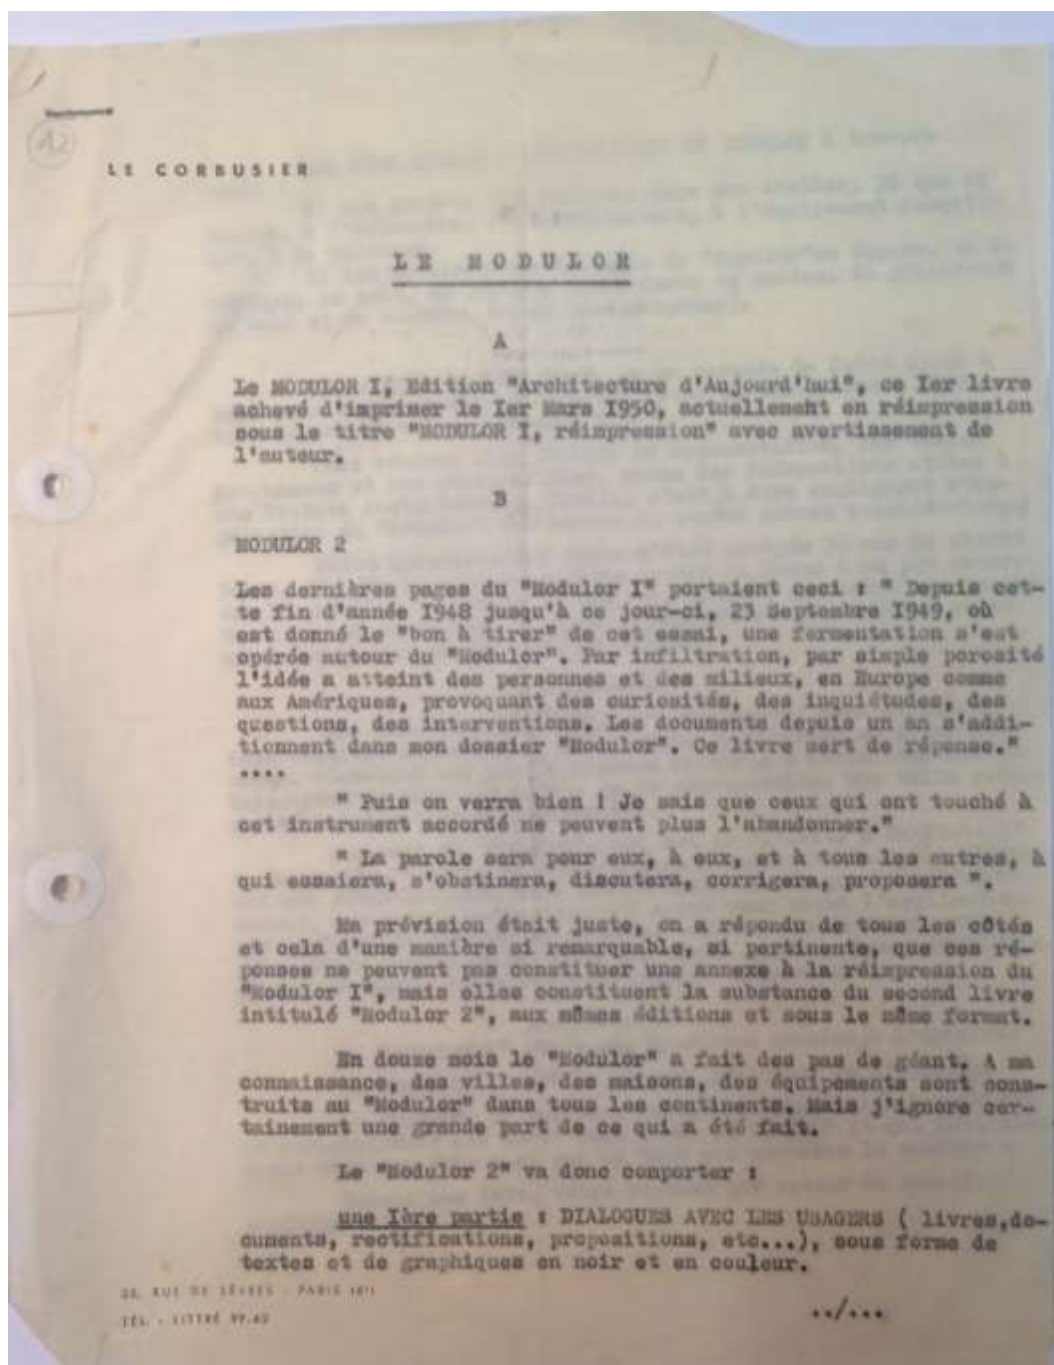 12
LE CORBUSIER
LE MODULOR
A
Le MODULOR I, Edition "Architecture d'Aujourd'hui", ce Ier livre
achevé d'imprimer le Ier Mars 1950, actuellement en réimpression
sous le titre "MODULOR I, réimpression" avec avertissement de
l'auteur.
B
MODULOR 2
Les dernières pages du "Modulor I" portaient ceci : " Depuis cet-
te fin d'année 1948 jusqu'à ce jour-ci, 23 Septembre 1949, où
est donné le "bon à tirer" de cet essai, une fermentation s'est
opérée autour du "Modulor". Par infiltration, par simple porosité
l'idée a atteint des personnes et des milieux, en Europe comme
aux Amériques, provoquant des curiosités, des inquiétudes, des
questions, des interventions. Les documents depuis un an s'addi-
tionnent dans mon dossier "Modulor". Ce livre sert de réponse."
....
" Puis on verra bien ! Je sais que ceux qui ont touché à
cet instrument accordé ne peuvent plus l'abandonner."
" La parole sera pour eux, à eux, et à tous les autres, à
qui essaiera, s'obstinera, discutera, corrigera, proposera ".
Ma prévision était juste, on a répondu de tous les côtés
et cela d'une manière si remarquable, si pertinente, que ces ré-
ponses ne peuvent pas constituer une annexe à la réimpression du
"Modulor I", mais elles constituent la substance du second livre
intitulé "Modulor 2", aux mêmes éditions et sous le même format.
En douze mois le "Modulor" a fait des pas de géant. A ma
connaissance, des villes, des maisons, des équipements sont cons-
truits au "Modulor" dans tous les continents. Mais j'ignore cer-
tainement une grande part de ce qui a été fait.
Le "Modulor 2" va donc comporter :
une Ière partie : DIALOGUES AVEC LES USAGERS ( livres,do-
cuments, rectifications, propositions, etc...), sous forme de
textes et de graphiques en noir et en couleur.
35, RUE DE SÈVRES - PARIS
TÉL. - LITTRÉ 99-62
../...